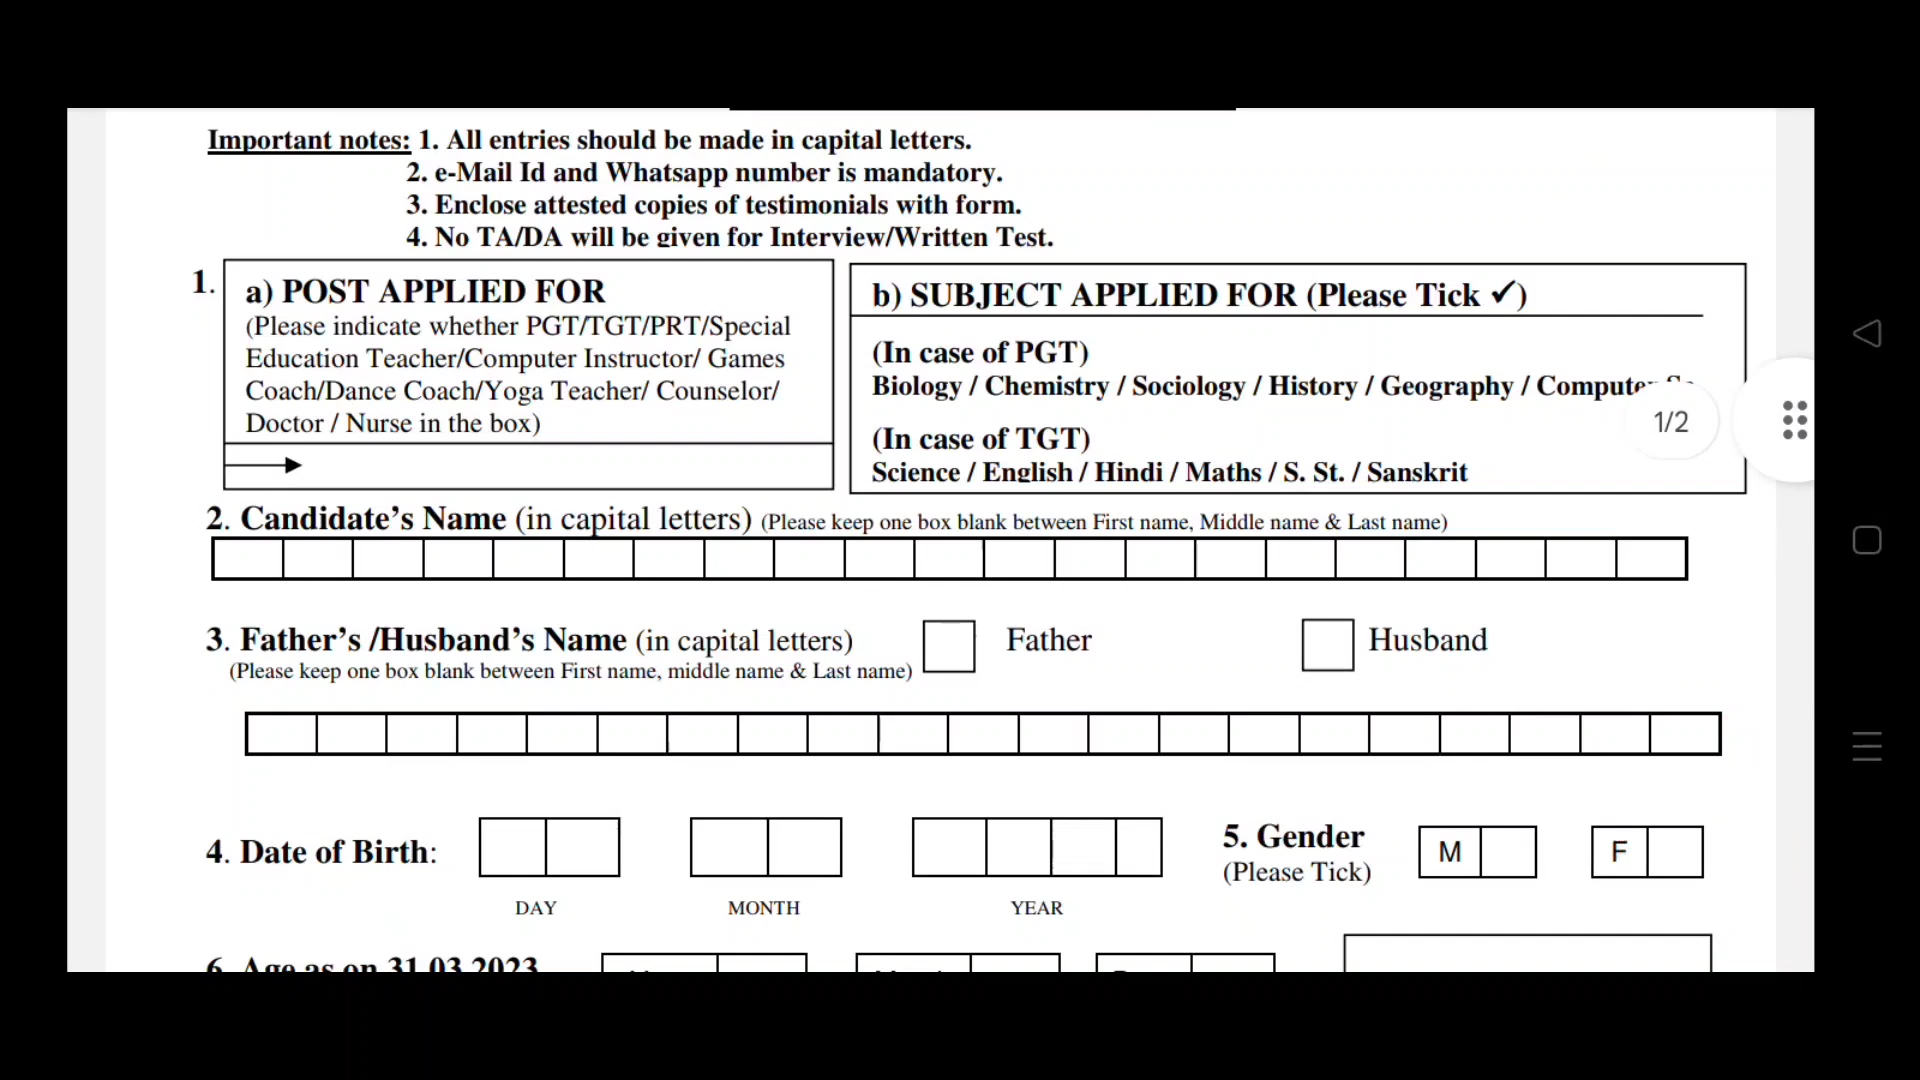 Important notes: 1. All entries should be made in capital letters.
2. e-Mail Id and Whatsapp number is mandatory.
3. Enclose attested copies of testimonials with form.
4. No TA/DA will be given for Interview/Written Test.
1.
a) POST APPLIED FOR
(Please indicate whether PGT/TGT/PRT/Special
Education Teacher/Computer Instructor/ Games
Coach/Dance Coach/Yoga Teacher/ Counselor/
Doctor / Nurse in the box)
b) SUBJECT APPLIED FOR (Please Tick ✓)
(In case of PGT)
Biology / Chemistry / Sociology / History / Geography / Computer
1/2
(In case of TGT)
Science / English / Hindi / Maths / S. St. / Sanskrit
2. Candidate's Name (in capital letters) (Please keep one box blank between First name, Middle name & Last name)
3. Father's /Husband's Name (in capital letters) Father Husband
(Please keep one box blank between First name, middle name & Last name)
4. Date of Birth:
DAY MONTH YEAR
5. Gender M F
(Please Tick)
6. Age as on 31.03.2023